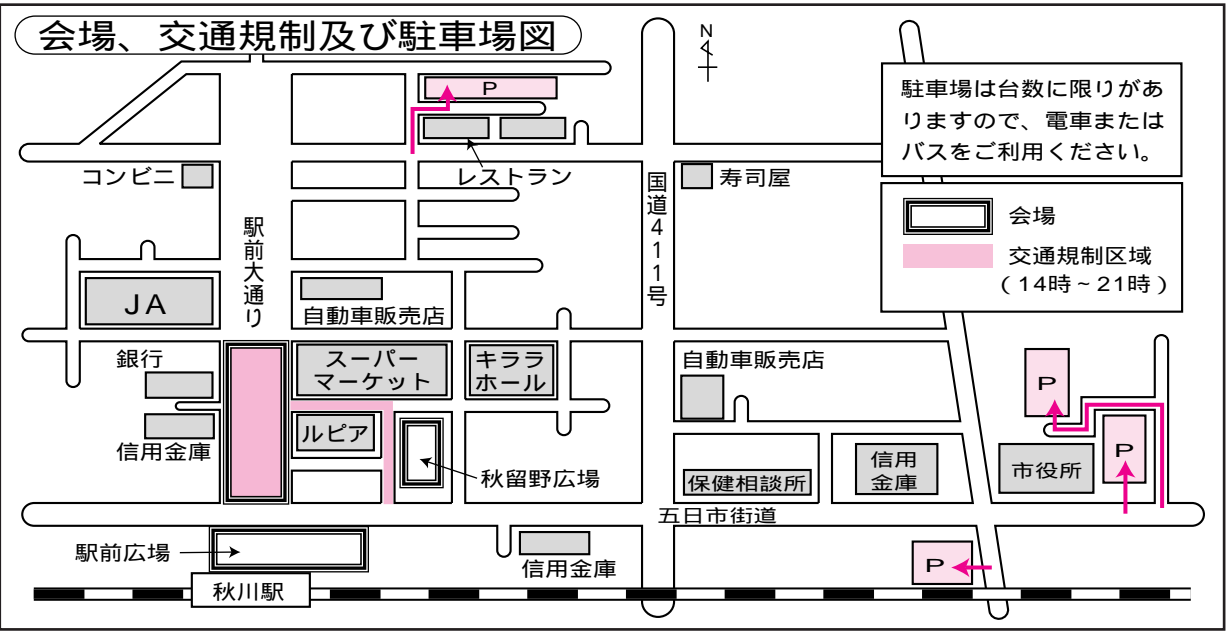 会場、交通規制及び駐車場図
N
P
駐車場は台数に限りがあ
りますので、電車または
バスをご利用ください。
コンビニ
レストラン
国道411号
寿司屋
会場
交通規制区域
（14時～21時）
駅前大通り
JA
自動車販売店
銀行
スーパー
マーケット
キララ
ホール
自動車販売店
P
信用金庫
ルピア
秋留野広場
保健相談所
信用
金庫
市役所
P
五日市街道
駅前広場
信用金庫
P
秋川駅